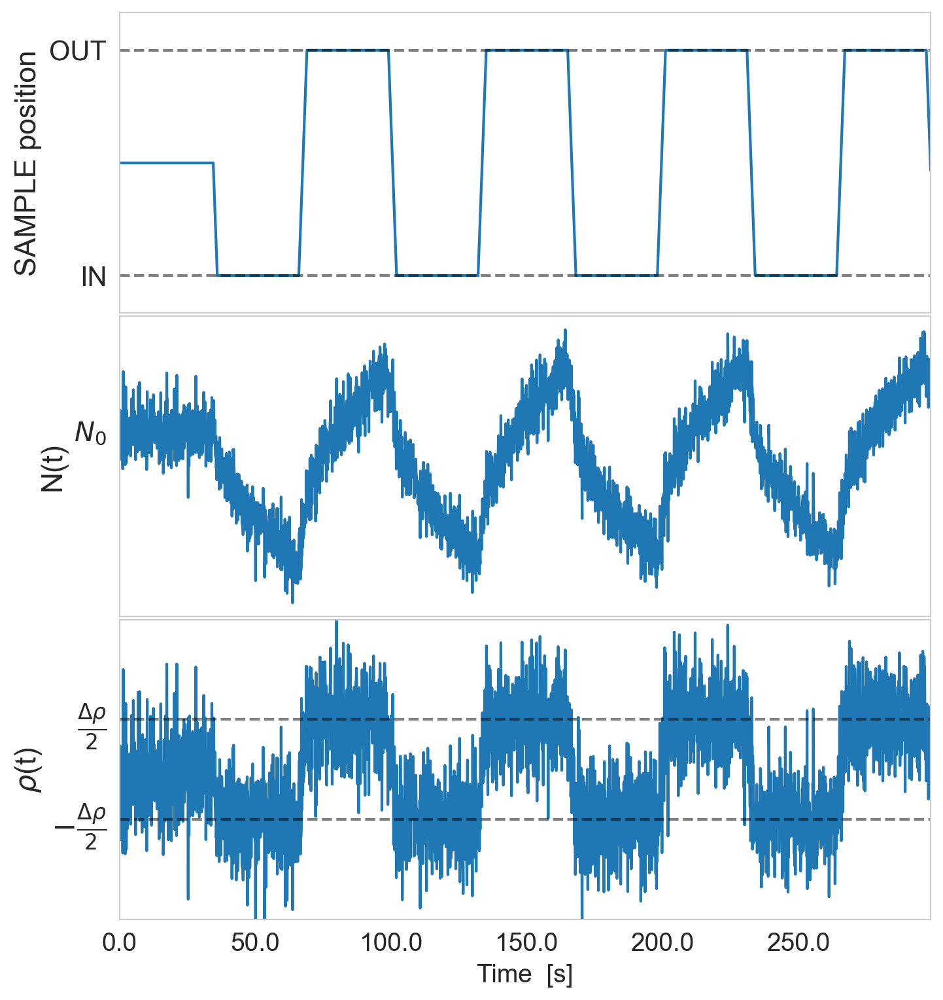 SAMPLE position
OUT
IN
N(t)
N₀
ρ(t)
Δρ/2
−Δρ/2
0.0 50.0 100.0 150.0 200.0 250.0
Time [s]